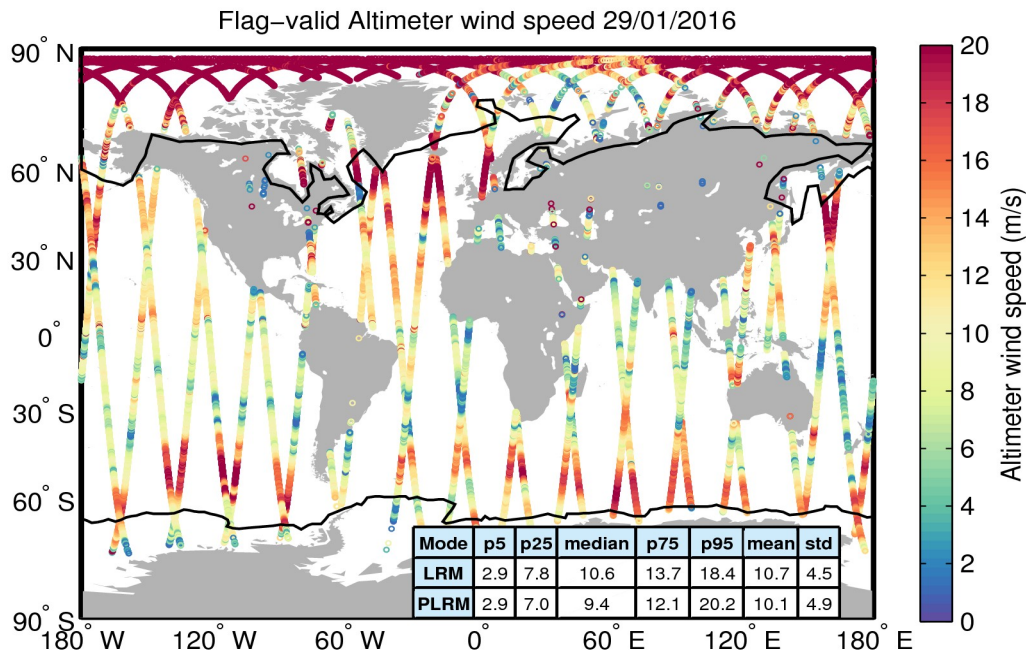 Flag−valid Altimeter wind speed 29/01/2016
90° N
60° N
30° N
0°
30° S
60° S
90° S
180° W
120° W
60° W
0°
60° E
120° E
180° E
Mode p5 p25 median p75 p95 mean std
LRM 2.9 7.8 10.6 13.7 18.4 10.7 4.5
PLRM 2.9 7.0 9.4 12.1 20.2 10.1 4.9
20
18
16
14
12
10
8
6
4
2
0
Altimeter wind speed (m/s)